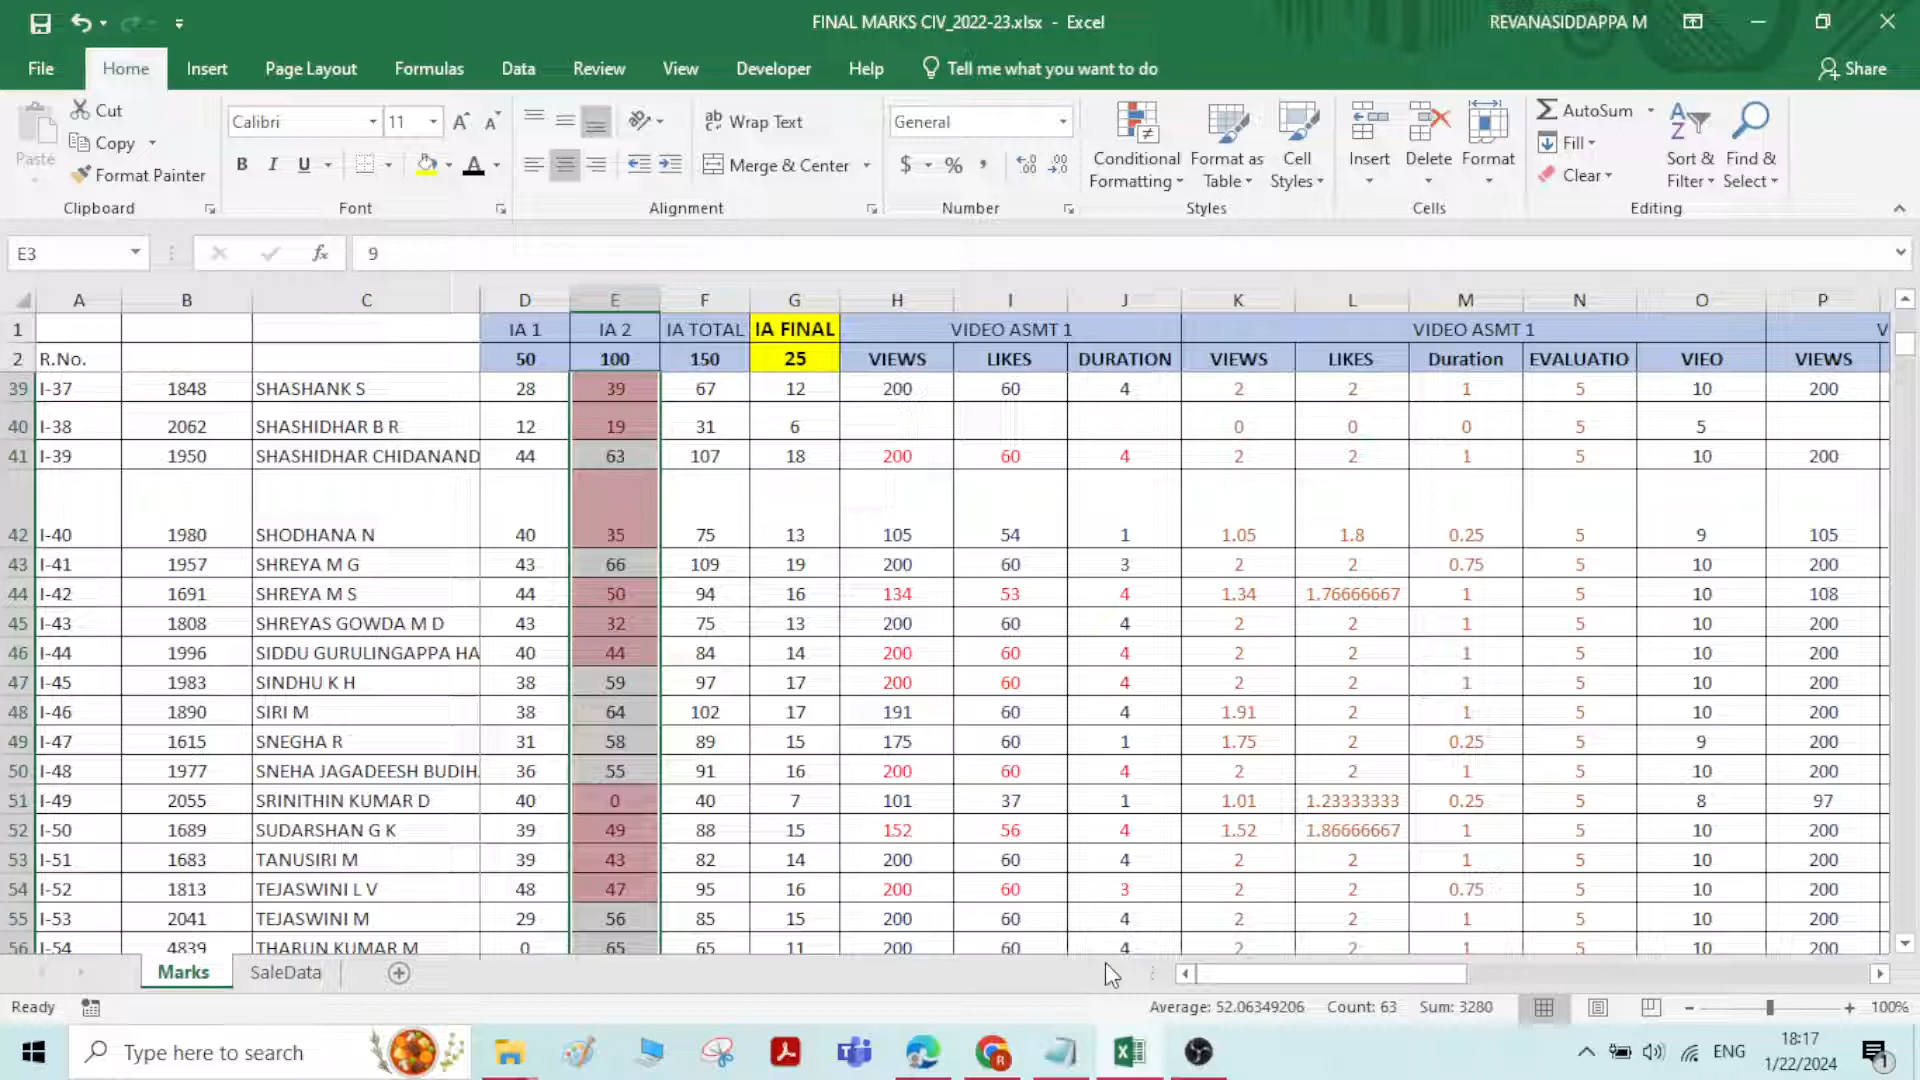 FINAL MARKS CIV_2022-23.xlsx - Excel
REVANASIDDAPPA M
File Home Insert Page Layout Formulas Data Review View Developer Help Tell me what you want to do Share
Cut
Copy
Format Painter
Paste
Clipboard
Calibri 11
B I U
Font
Wrap Text
Merge & Center
Alignment
General
$ % ,
Number
Conditional Formatting
Format as Table
Cell Styles
Styles
Insert Delete Format
Cells
AutoSum
Fill
Clear
Sort & Filter
Find & Select
Editing
E3 fx 9
A B C D E F G H I J K L M N O P
1 IA 1 IA 2 IA TOTAL IA FINAL VIDEO ASMT 1 VIDEO ASMT 1 V
2 R.No. 50 100 150 25 VIEWS LIKES DURATION VIEWS LIKES Duration EVALUATIO VIEO VIEWS
39 I-37 1848 SHASHANK S 28 39 67 12 200 60 4 2 2 1 5 10 200
40 I-38 2062 SHASHIDHAR B R 12 19 31 6 0 0 0 5 5
41 I-39 1950 SHASHIDHAR CHIDANAND 44 63 107 18 200 60 4 2 2 1 5 10 200
42 I-40 1980 SHODHANA N 40 35 75 13 105 54 1 1.05 1.8 0.25 5 9 105
43 I-41 1957 SHREYA M G 43 66 109 19 200 60 3 2 2 0.75 5 10 200
44 I-42 1691 SHREYA M S 44 50 94 16 134 53 4 1.34 1.76666667 1 5 10 108
45 I-43 1808 SHREYAS GOWDA M D 43 32 75 13 200 60 4 2 2 1 5 10 200
46 I-44 1996 SIDDU GURULINGAPPA HA 40 44 84 14 200 60 4 2 2 1 5 10 200
47 I-45 1983 SINDHU K H 38 59 97 17 200 60 4 2 2 1 5 10 200
48 I-46 1890 SIRI M 38 64 102 17 191 60 4 1.91 2 1 5 10 200
49 I-47 1615 SNEGHA R 31 58 89 15 175 60 1 1.75 2 0.25 5 9 200
50 I-48 1977 SNEHA JAGADEESH BUDIH 36 55 91 16 200 60 4 2 2 1 5 10 200
51 I-49 2055 SRINITHIN KUMAR D 40 0 40 7 101 37 1 1.01 1.23333333 0.25 5 8 97
52 I-50 1689 SUDARSHAN G K 39 49 88 15 152 56 4 1.52 1.86666667 1 5 10 200
53 I-51 1683 TANUSIRI M 39 43 82 14 200 60 4 2 2 1 5 10 200
54 I-52 1813 TEJASWINI L V 48 47 95 16 200 60 3 2 2 0.75 5 10 200
55 I-53 2041 TEJASWINI M 29 56 85 15 200 60 4 2 2 1 5 10 200
56 I-54 4839 THARUN KUMAR M 0 65 65 11 200 60 4 2 2 1 5 10 200
Marks SaleData
Ready Average: 52.06349206 Count: 63 Sum: 3280 100%
Type here to search
ENG
18:17
1/22/2024
1